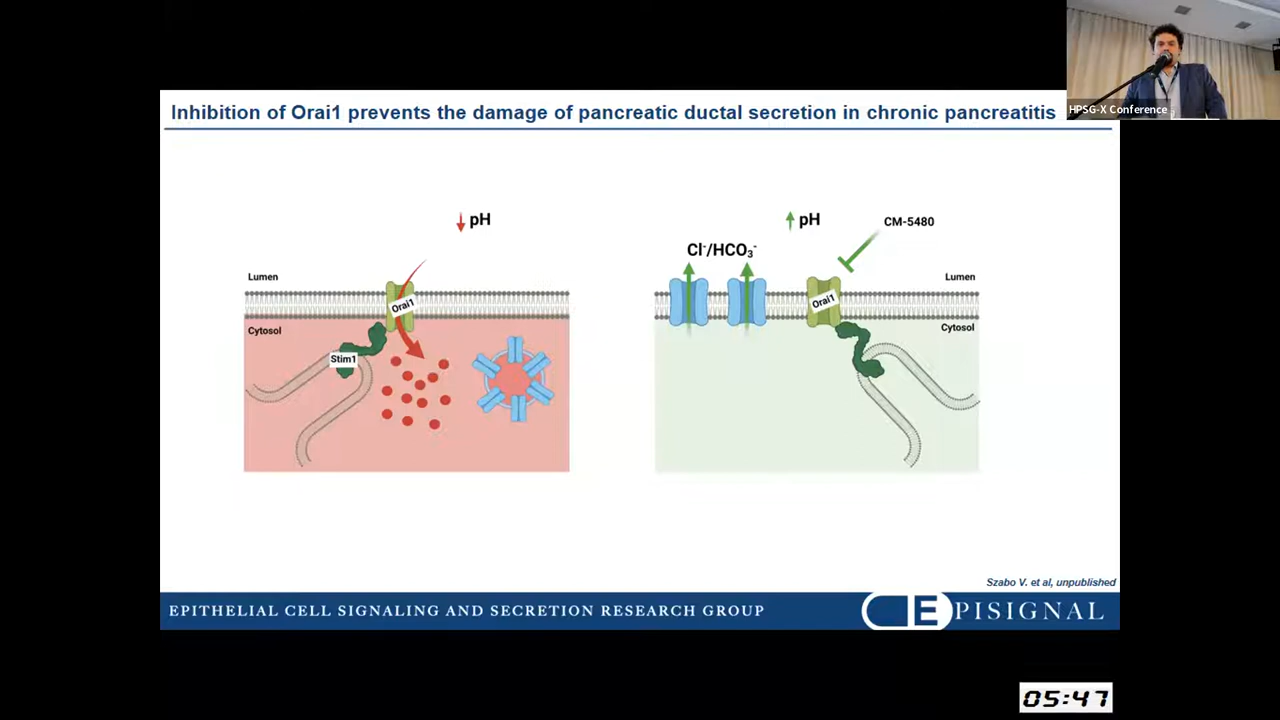 HPSG-X Conference
Inhibition of Orai1 prevents the damage of pancreatic ductal secretion in chronic pancreatitis
↓ pH
Lumen
Orai1
Cytosol
Stim1
↑ pH
CM-5480
Cl⁻/HCO₃⁻
Lumen
Orai1
Cytosol
Szabo V. et al, unpublished
EPITHELIAL CELL SIGNALING AND SECRETION RESEARCH GROUP
EPISIGNAL
05:47